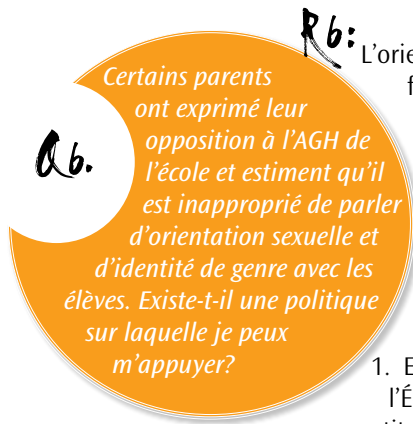 Q6.
Certains parents
ont exprimé leur
opposition à l'AGH de
l'école et estiment qu'il
est inapproprié de parler
d'orientation sexuelle et
d'identité de genre avec les
élèves. Existe-t-il une politique
sur laquelle je peux
m'appuyer?
R6:
1.